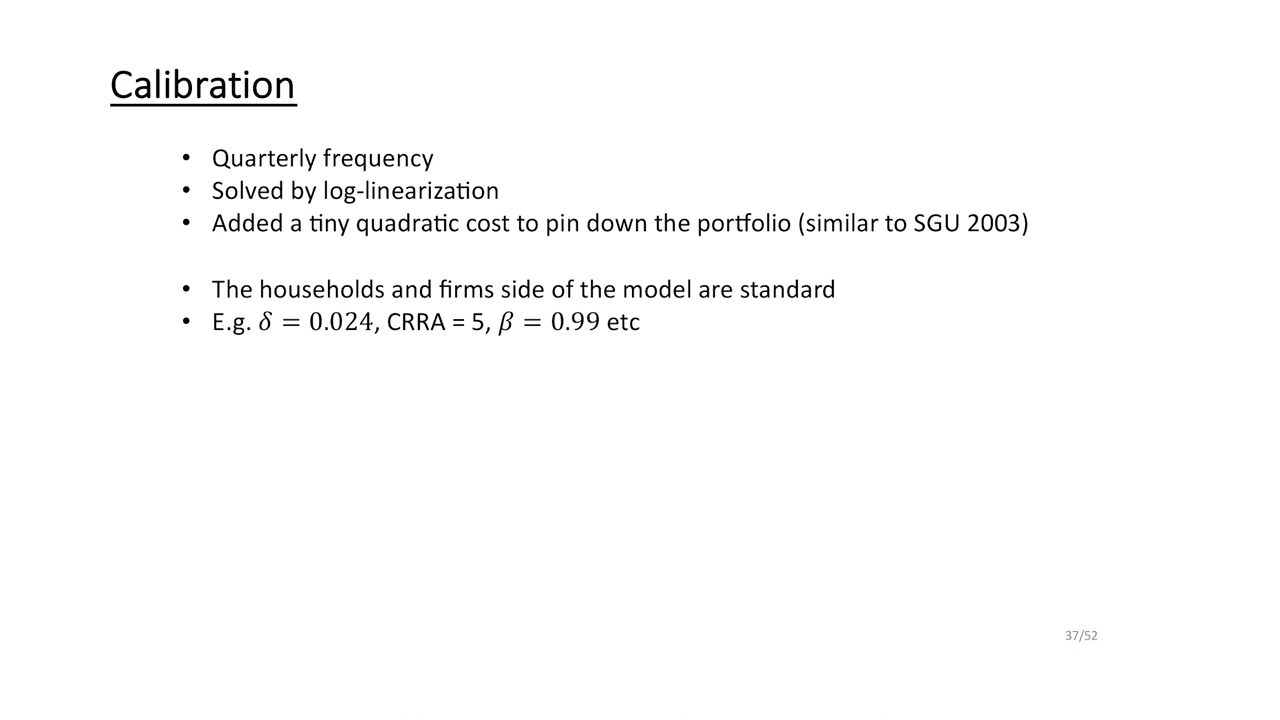 Calibration
• Quarterly frequency
• Solved by log-linearization
• Added a tiny quadratic cost to pin down the portfolio (similar to SGU 2003)
• The households and firms side of the model are standard
• E.g. 𝛿 = 0.024, CRRA = 5, 𝛽 = 0.99 etc
37/52